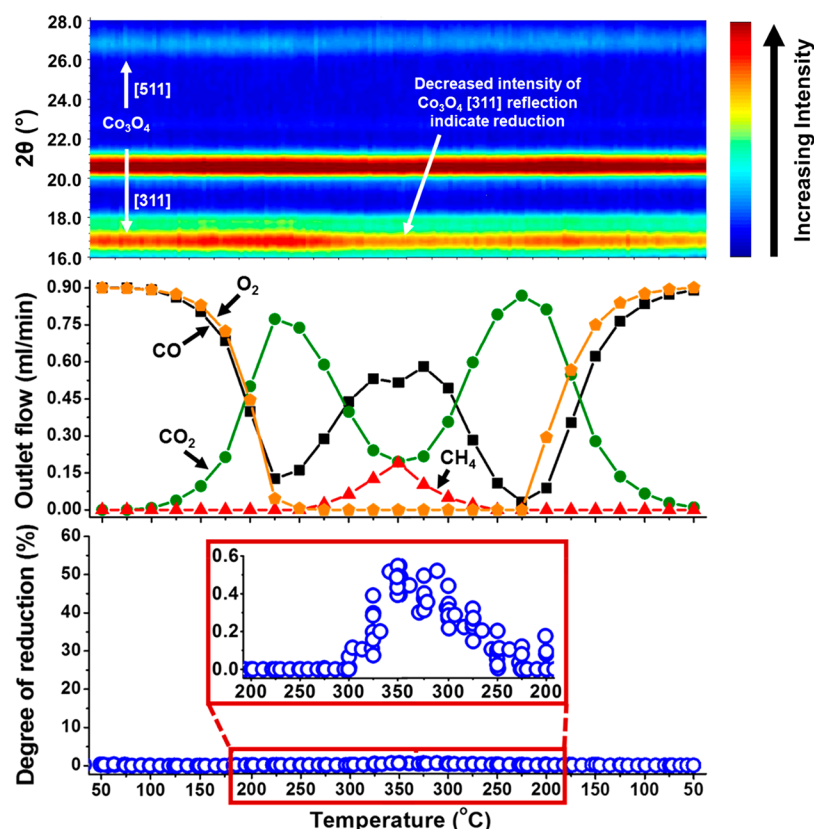 28.0
26.0
24.0
22.0
20.0
18.0
16.0
2θ (°)
[511]
Co₃O₄
[311]
Decreased intensity of
Co₃O₄ [311] reflection
indicate reduction
Increasing Intensity
0.90
0.75
0.60
0.45
0.30
0.15
0.00
Outlet flow (ml/min)
O₂
CO
CO₂
CH₄
60
50
40
30
20
10
0
Degree of reduction (%)
0.6
0.4
0.2
0.0
200 250 300 350 300 250 200
50 100 150 200 250 300 350 300 250 200 150 100 50
Temperature (°C)